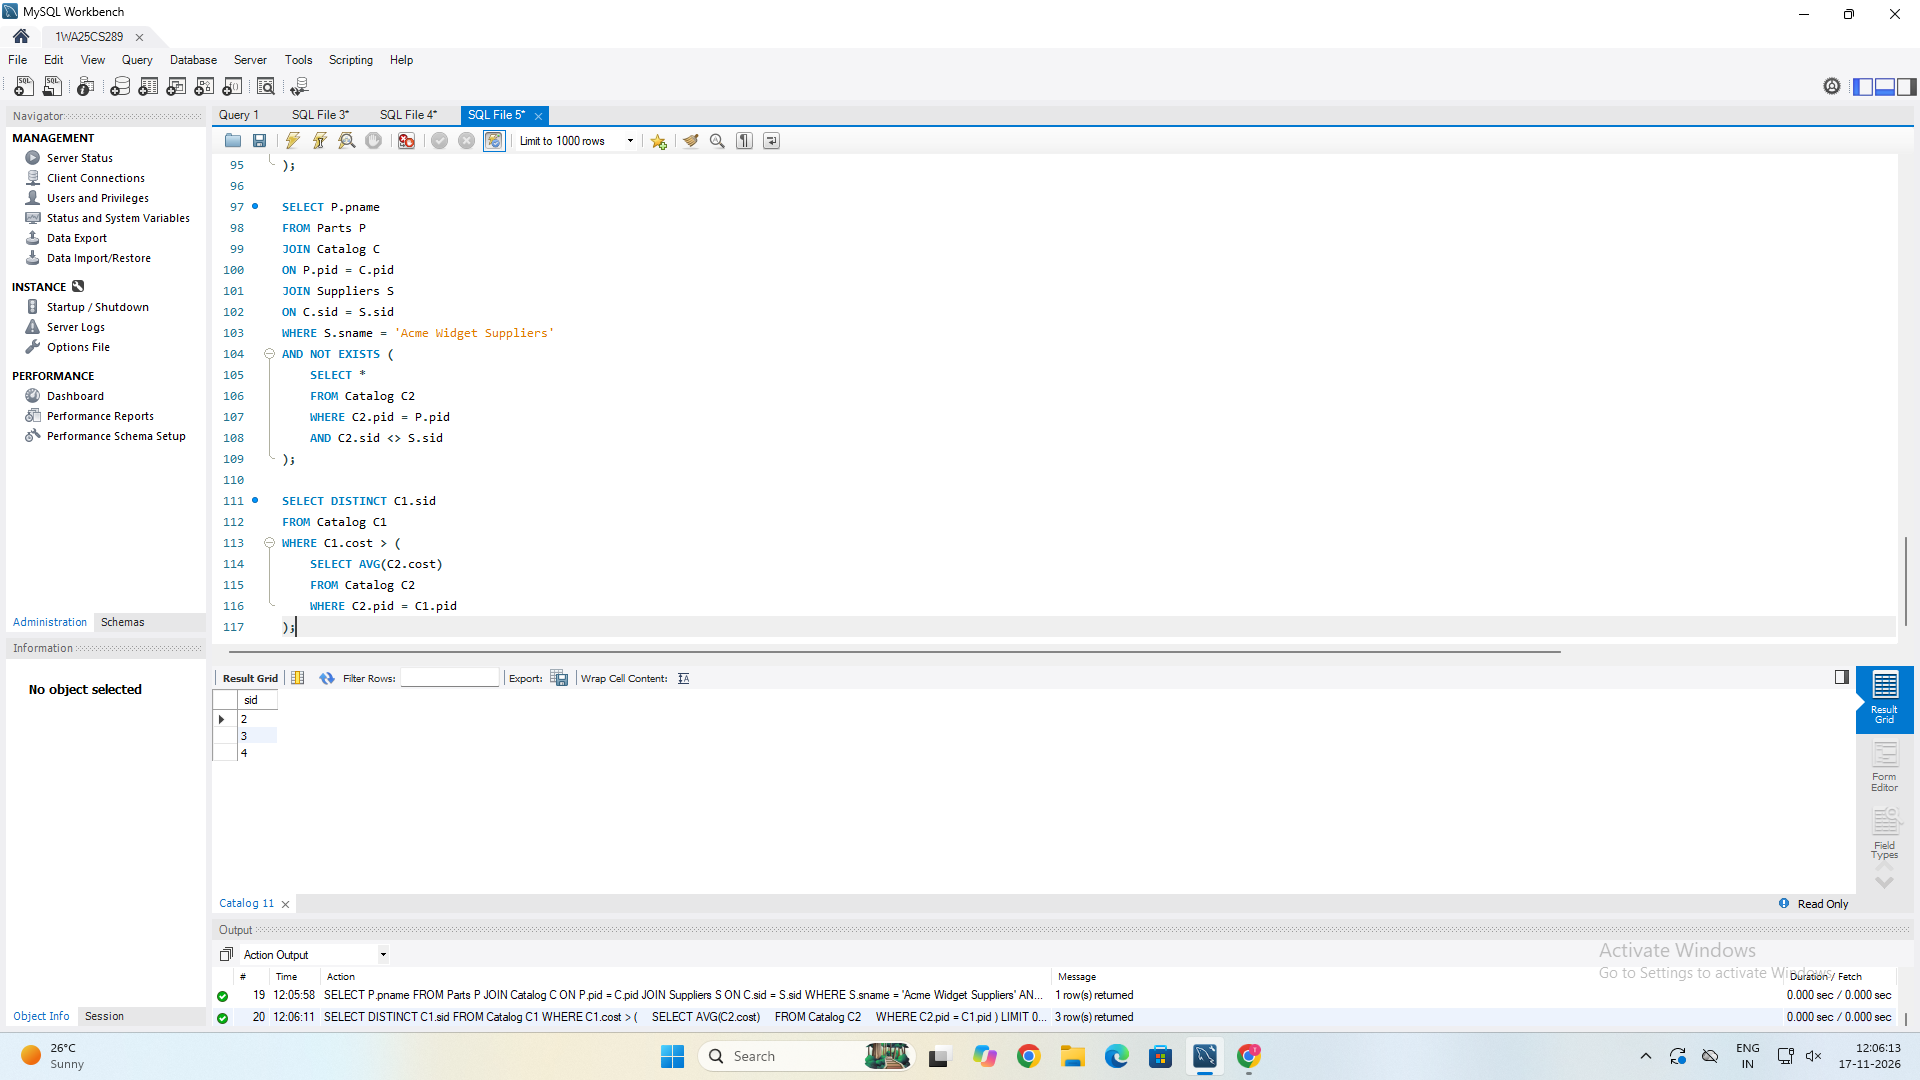 MySQL Workbench
1WA25CS289
File Edit View Query Database Server Tools Scripting Help
Navigator
MANAGEMENT
Server Status
Client Connections
Users and Privileges
Status and System Variables
Data Export
Data Import/Restore
INSTANCE
Startup / Shutdown
Server Logs
Options File
PERFORMANCE
Dashboard
Performance Reports
Performance Schema Setup
Administration Schemas
Information
No object selected
Object Info Session
Query 1 SQL File 3* SQL File 4* SQL File 5*
Limit to 1000 rows
95 );
96
97 SELECT P.pname
98 FROM Parts P
99 JOIN Catalog C
100 ON P.pid = C.pid
101 JOIN Suppliers S
102 ON C.sid = S.sid
103 WHERE S.sname = 'Acme Widget Suppliers'
104 AND NOT EXISTS (
105 SELECT *
106 FROM Catalog C2
107 WHERE C2.pid = P.pid
108 AND C2.sid <> S.sid
109 );
110
111 SELECT DISTINCT C1.sid
112 FROM Catalog C1
113 WHERE C1.cost > (
114 SELECT AVG(C2.cost)
115 FROM Catalog C2
116 WHERE C2.pid = C1.pid
117 );
Result Grid Filter Rows: Export: Wrap Cell Content:
sid
2
3
4
Result Grid
Form Editor
Field Types
Catalog 11 Read Only
Output
Action Output
# Time Action Message Duration / Fetch
19 12:05:58 SELECT P.pname FROM Parts P JOIN Catalog C ON P.pid = C.pid JOIN Suppliers S ON C.sid = S.sid WHERE S.sname = 'Acme Widget Suppliers' AN... 1 row(s) returned 0.000 sec / 0.000 sec
20 12:06:11 SELECT DISTINCT C1.sid FROM Catalog C1 WHERE C1.cost > ( SELECT AVG(C2.cost) FROM Catalog C2 WHERE C2.pid = C1.pid ) LIMIT 0... 3 row(s) returned 0.000 sec / 0.000 sec
Activate Windows
Go to Settings to activate Windows.
26°C
Sunny
Search
ENG
IN
12:06:13
17-11-2026